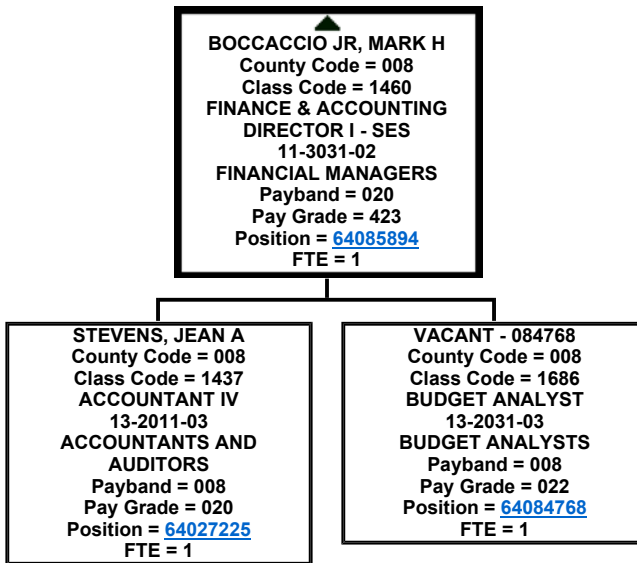 BOCCACCIO JR, MARK H
County Code = 008
Class Code = 1460
FINANCE & ACCOUNTING
DIRECTOR I - SES
11-3031-02
FINANCIAL MANAGERS
Payband = 020
Pay Grade = 423
Position = 64085894
FTE = 1
STEVENS, JEAN A
County Code = 008
Class Code = 1437
ACCOUNTANT IV
13-2011-03
ACCOUNTANTS AND
AUDITORS
Payband = 008
Pay Grade = 020
Position = 64027225
FTE = 1
VACANT - 084768
County Code = 008
Class Code = 1686
BUDGET ANALYST
13-2031-03
BUDGET ANALYSTS
Payband = 008
Pay Grade = 022
Position = 64084768
FTE = 1